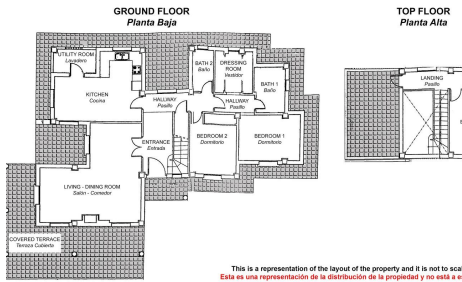 GROUND FLOOR
Planta Baja
TOP FLOOR
Planta Alta
UTILITY ROOM
Lavadero
KITCHEN
Cocina
BATH 2
Baño
DRESSING
ROOM
Vestidor
BATH 1
Baño
HALLWAY
Pasillo
HALLWAY
Pasillo
LANDING
Pasillo
ENTRANCE
Entrada
BEDROOM 2
Dormitorio
BEDROOM 1
Dormitorio
LIVING - DINING ROOM
Salón - Comedor
COVERED TERRACE
Terraza Cubierta
This is a representation of the layout of the property and it is not to scal
Esta es una representación de la distribución de la propiedad y no está a es